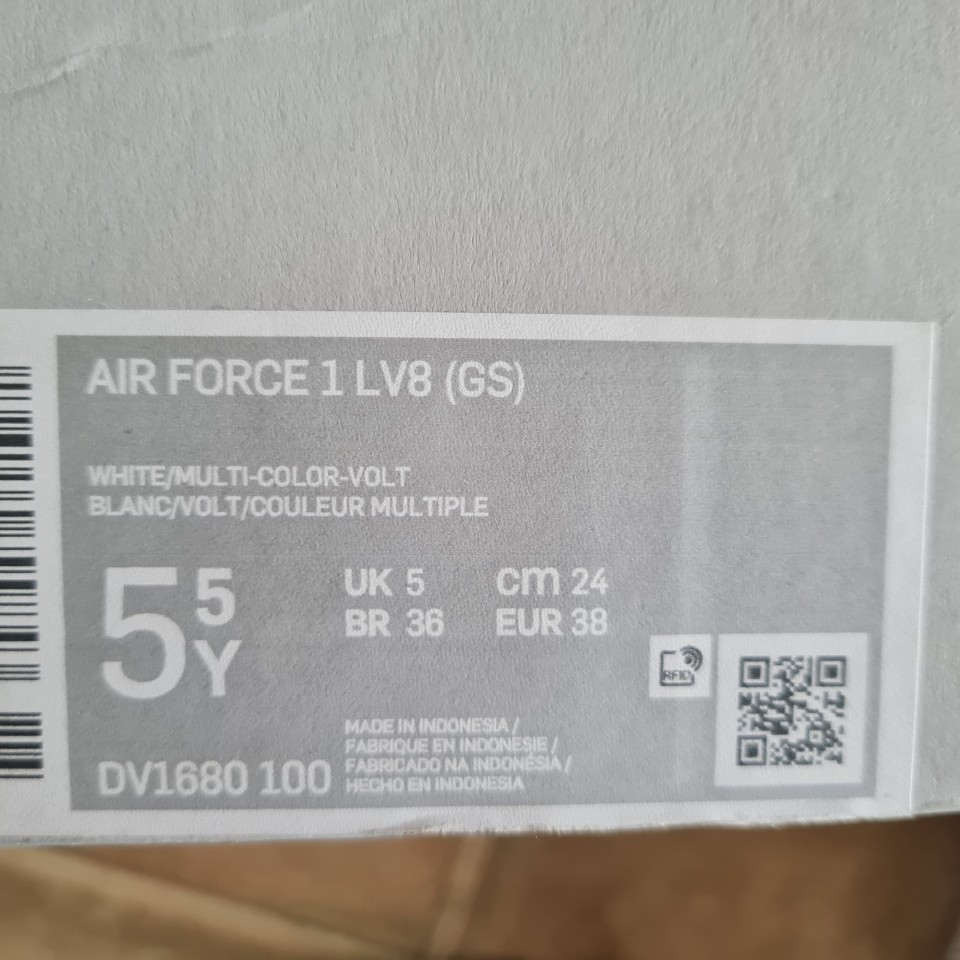 AIR FORCE 1 LV8 (GS)
WHITE/MULTI-COLOR-VOLT
BLANC/VOLT/COULEUR MULTIPLE
5 5Y
UK 5 cm 24
BR 36 EUR 38
RFID
MADE IN INDONESIA /
FABRIQUE EN INDONESIE /
FABRICADO NA INDONÉSIA /
HECHO EN INDONESIA
DV1680 100